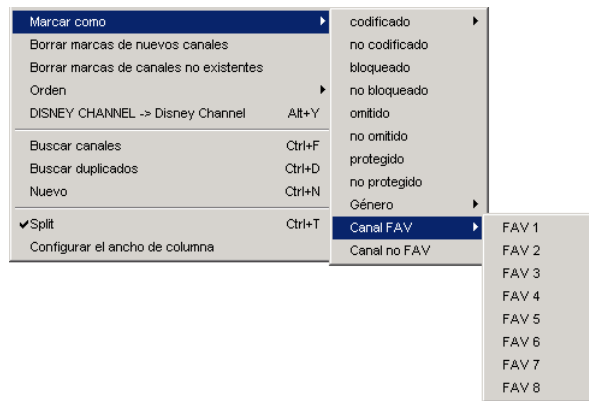 Marcar como
Borrar marcas de nuevos canales
Borrar marcas de canales no existentes
Orden
DISNEY CHANNEL -> Disney Channel Alt+Y
Buscar canales Ctrl+F
Buscar duplicados Ctrl+D
Nuevo Ctrl+N
Split Ctrl+T
Configurar el ancho de columna
codificado
no codificado
bloqueado
no bloqueado
omitido
no omitido
protegido
no protegido
Género
Canal FAV
Canal no FAV
FAV 1
FAV 2
FAV 3
FAV 4
FAV 5
FAV 6
FAV 7
FAV 8